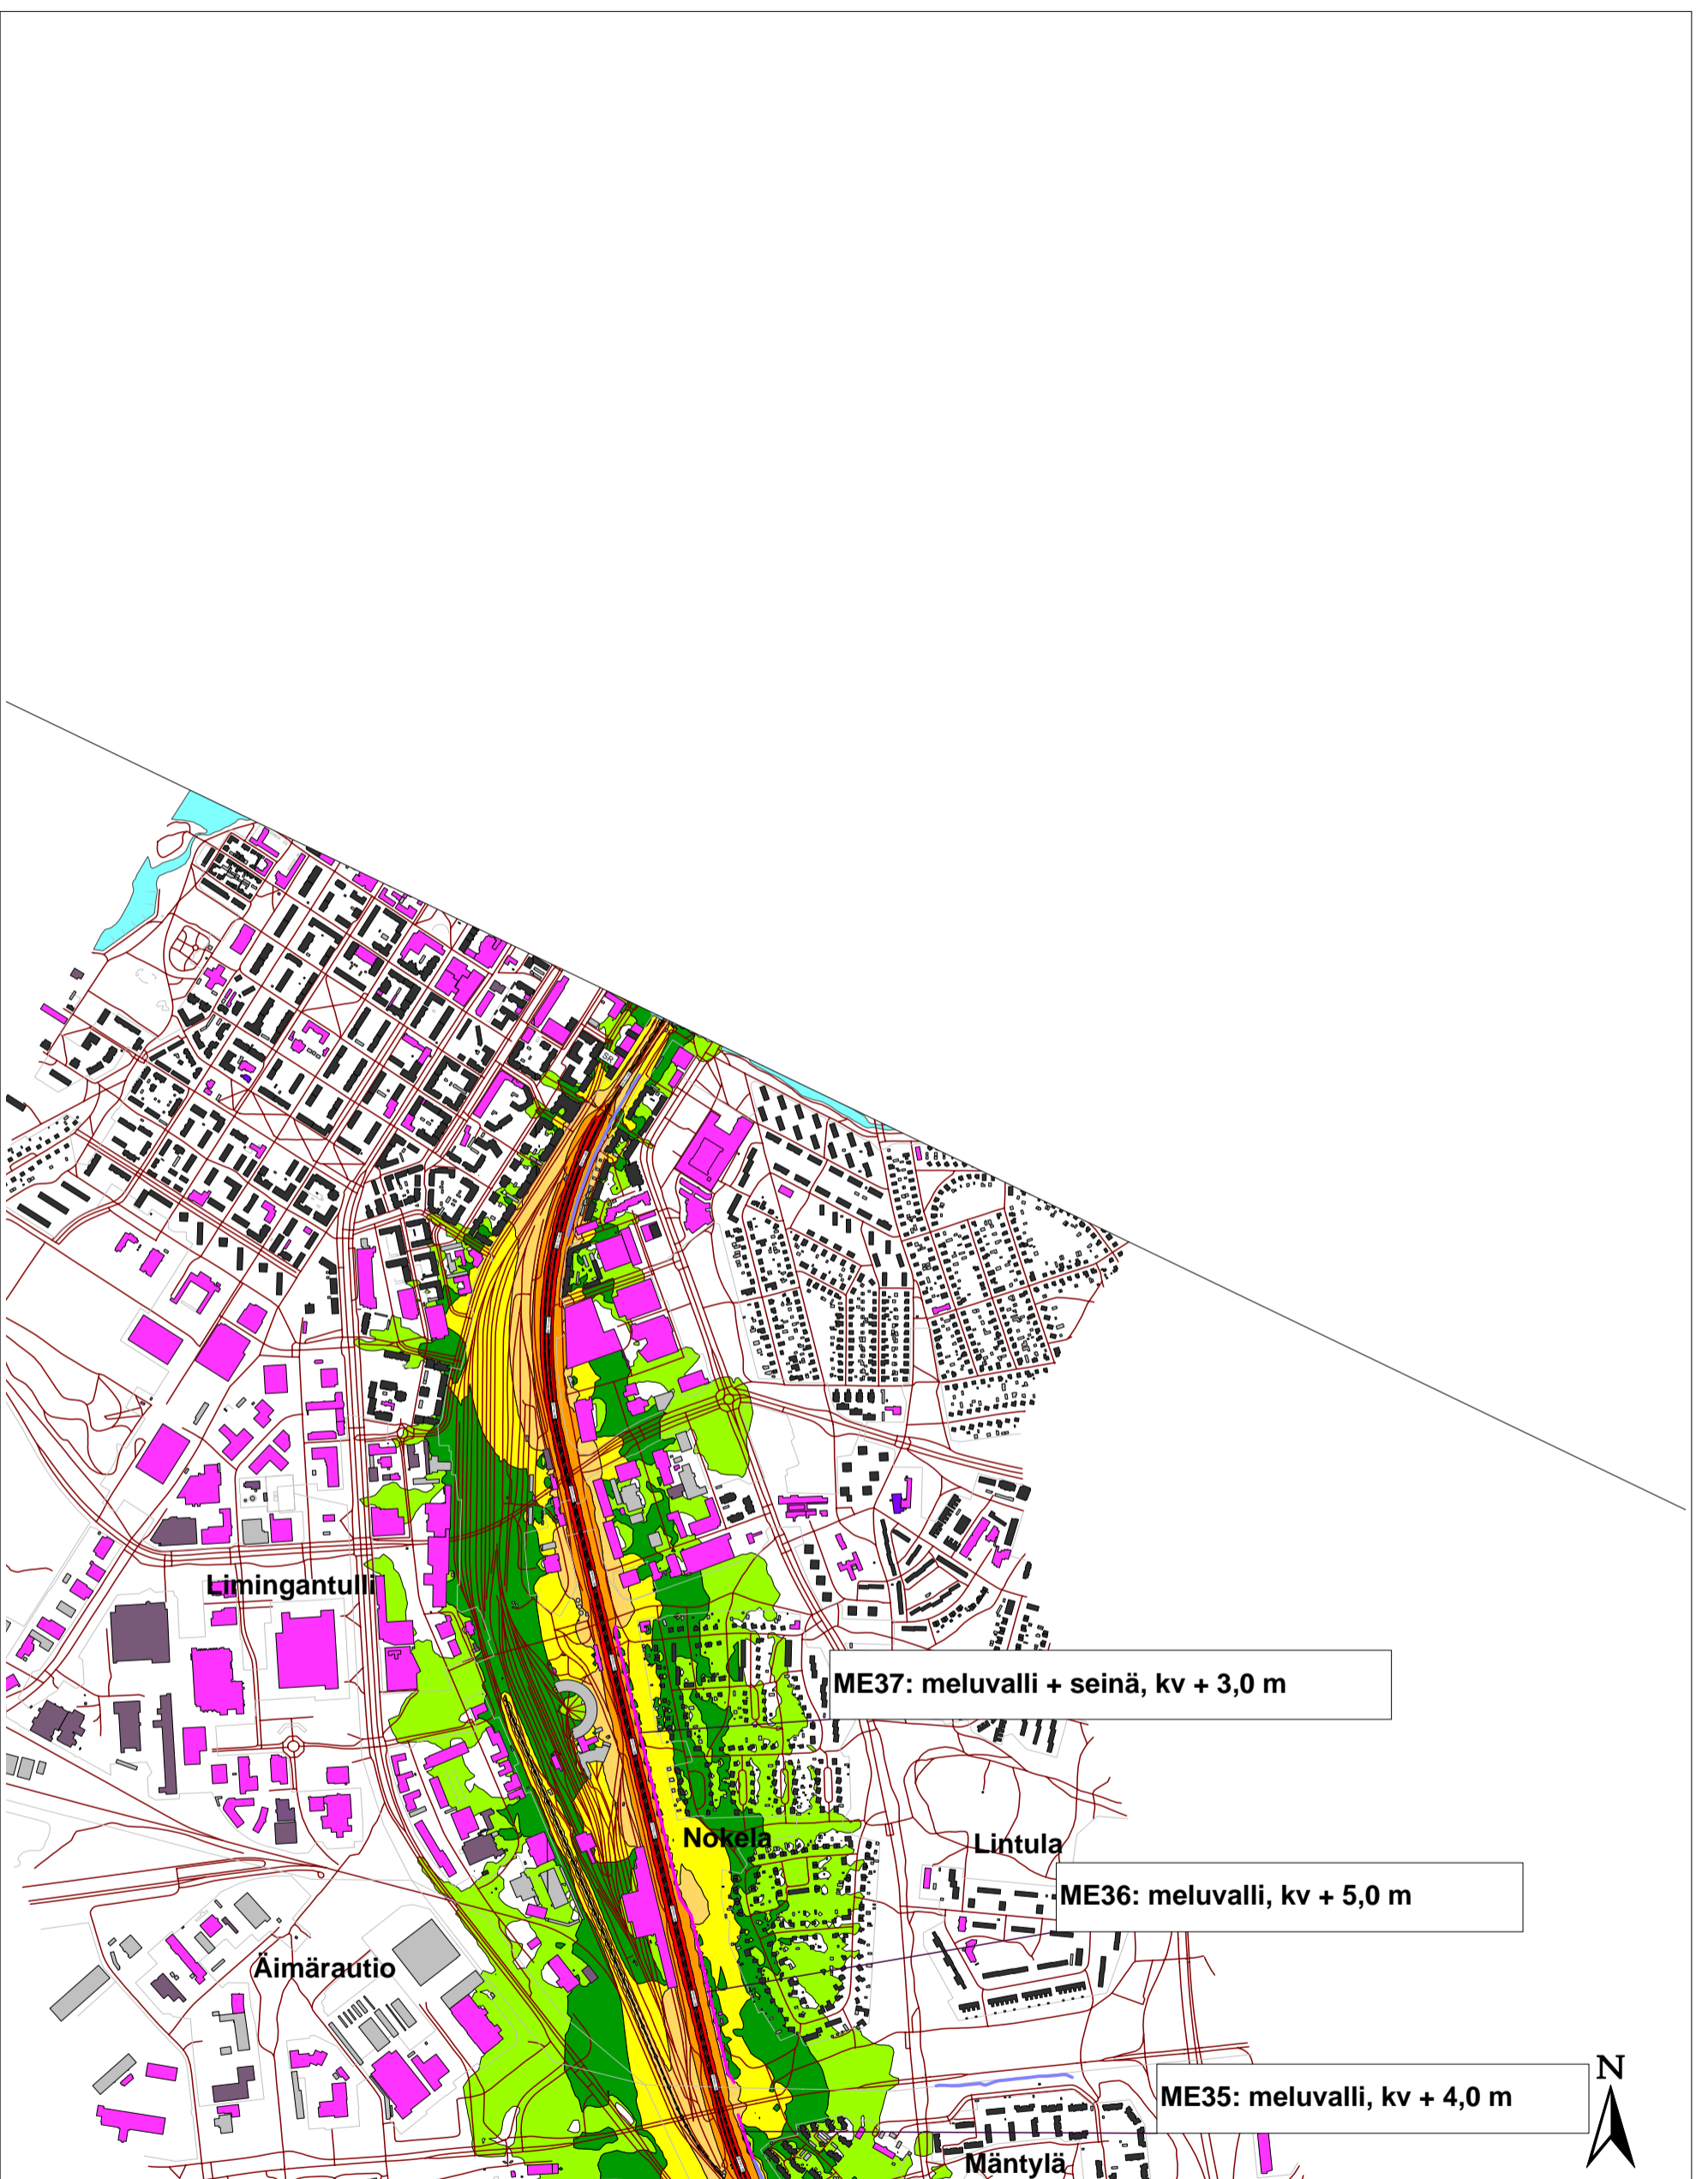 SR
Limingantulli
ME37: meluvalli + seinä, kv + 3,0 m
Nokela
Lintula
ME36: meluvalli, kv + 5,0 m
Äimärautio
N
ME35: meluvalli, kv + 4,0 m
Mäntylä